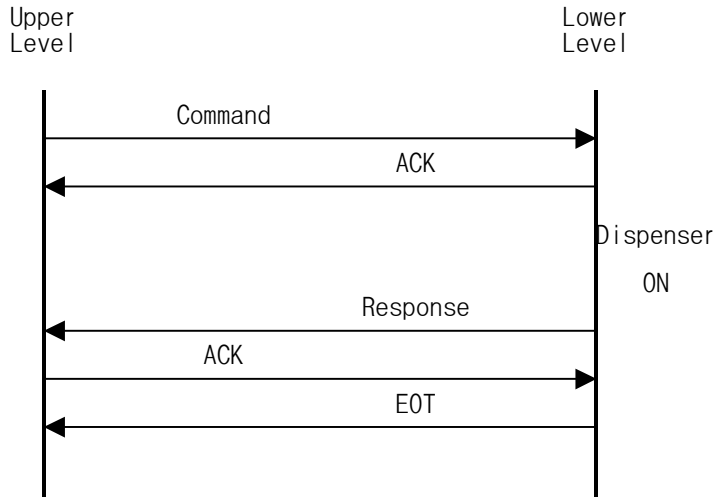 Upper
Level
Lower
Level
Command
ACK
Dispenser
ON
Response
ACK
EOT